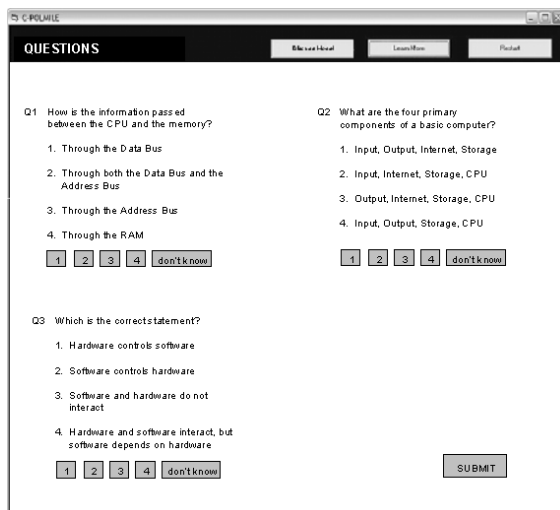 C-POLMILE
QUESTIONS
Learn More
Restart
Q1 How is the information passed
between the CPU and the memory?
1. Through the Data Bus
2. Through both the Data Bus and the
Address Bus
3. Through the Address Bus
4. Through the RAM
1 2 3 4 don't know
Q2 What are the four primary
components of a basic computer?
1. Input, Output, Internet, Storage
2. Input, Internet, Storage, CPU
3. Output, Internet, Storage, CPU
4. Input, Output, Storage, CPU
1 2 3 4 don't know
Q3 Which is the correct statement?
1. Hardware controls software
2. Software controls hardware
3. Software and hardware do not
interact
4. Hardware and software interact, but
software depends on hardware
1 2 3 4 don't know
SUBMIT